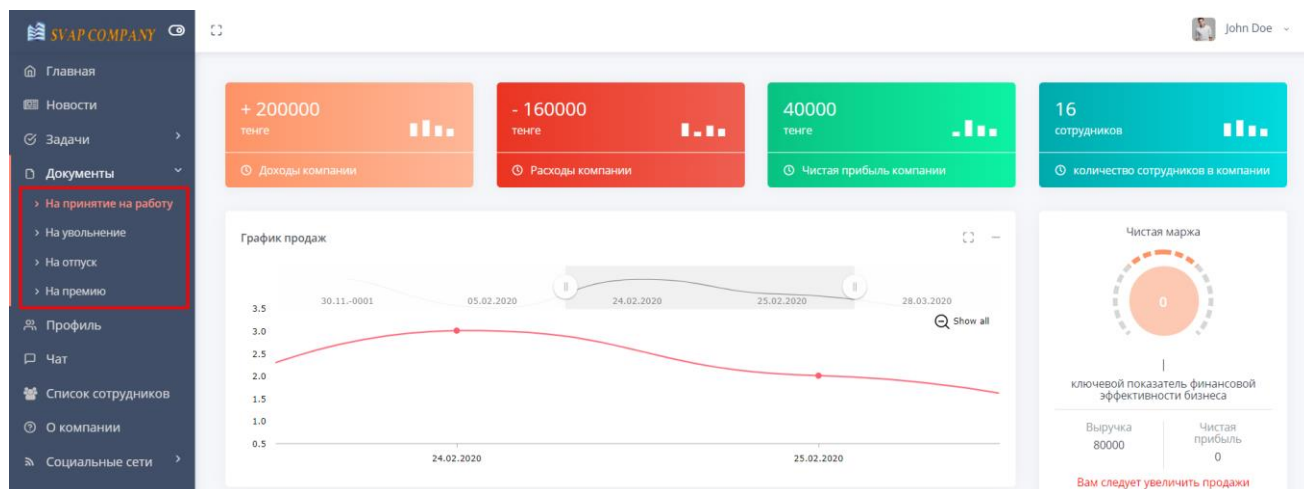 SVAP COMPANY
John Doe
Главная
Новости
Задачи
Документы
На принятие на работу
На увольнение
На отпуск
На премию
Профиль
Чат
Список сотрудников
О компании
Социальные сети
+ 200000
тенге
Доходы компании
- 160000
тенге
Расходы компании
40000
тенге
Чистая прибыль компании
16
сотрудников
количество сотрудников в компании
График продаж
30.11.-0001 05.02.2020 24.02.2020 25.02.2020 28.03.2020
Show all
3.5
3.0
2.5
2.0
1.5
1.0
0.5
24.02.2020 25.02.2020
Чистая маржа
0
ключевой показатель финансовой
эффективности бизнеса
Выручка
80000
Чистая
прибыль
0
Вам следует увеличить продажи